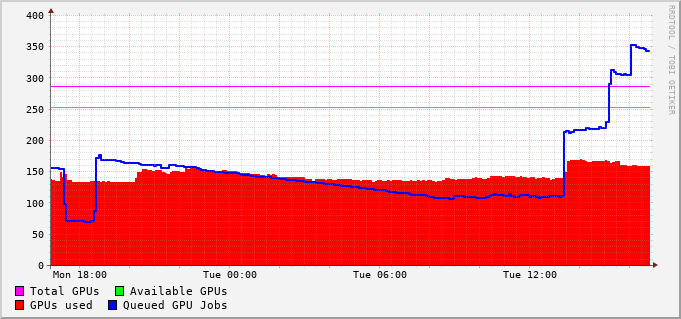 400
350
300
250
200
150
100
50
0
Mon 18:00 Tue 00:00 Tue 06:00 Tue 12:00
Total GPUs Available GPUs
GPUs used Queued GPU Jobs
RRDTOOL / TOBI OETIKER